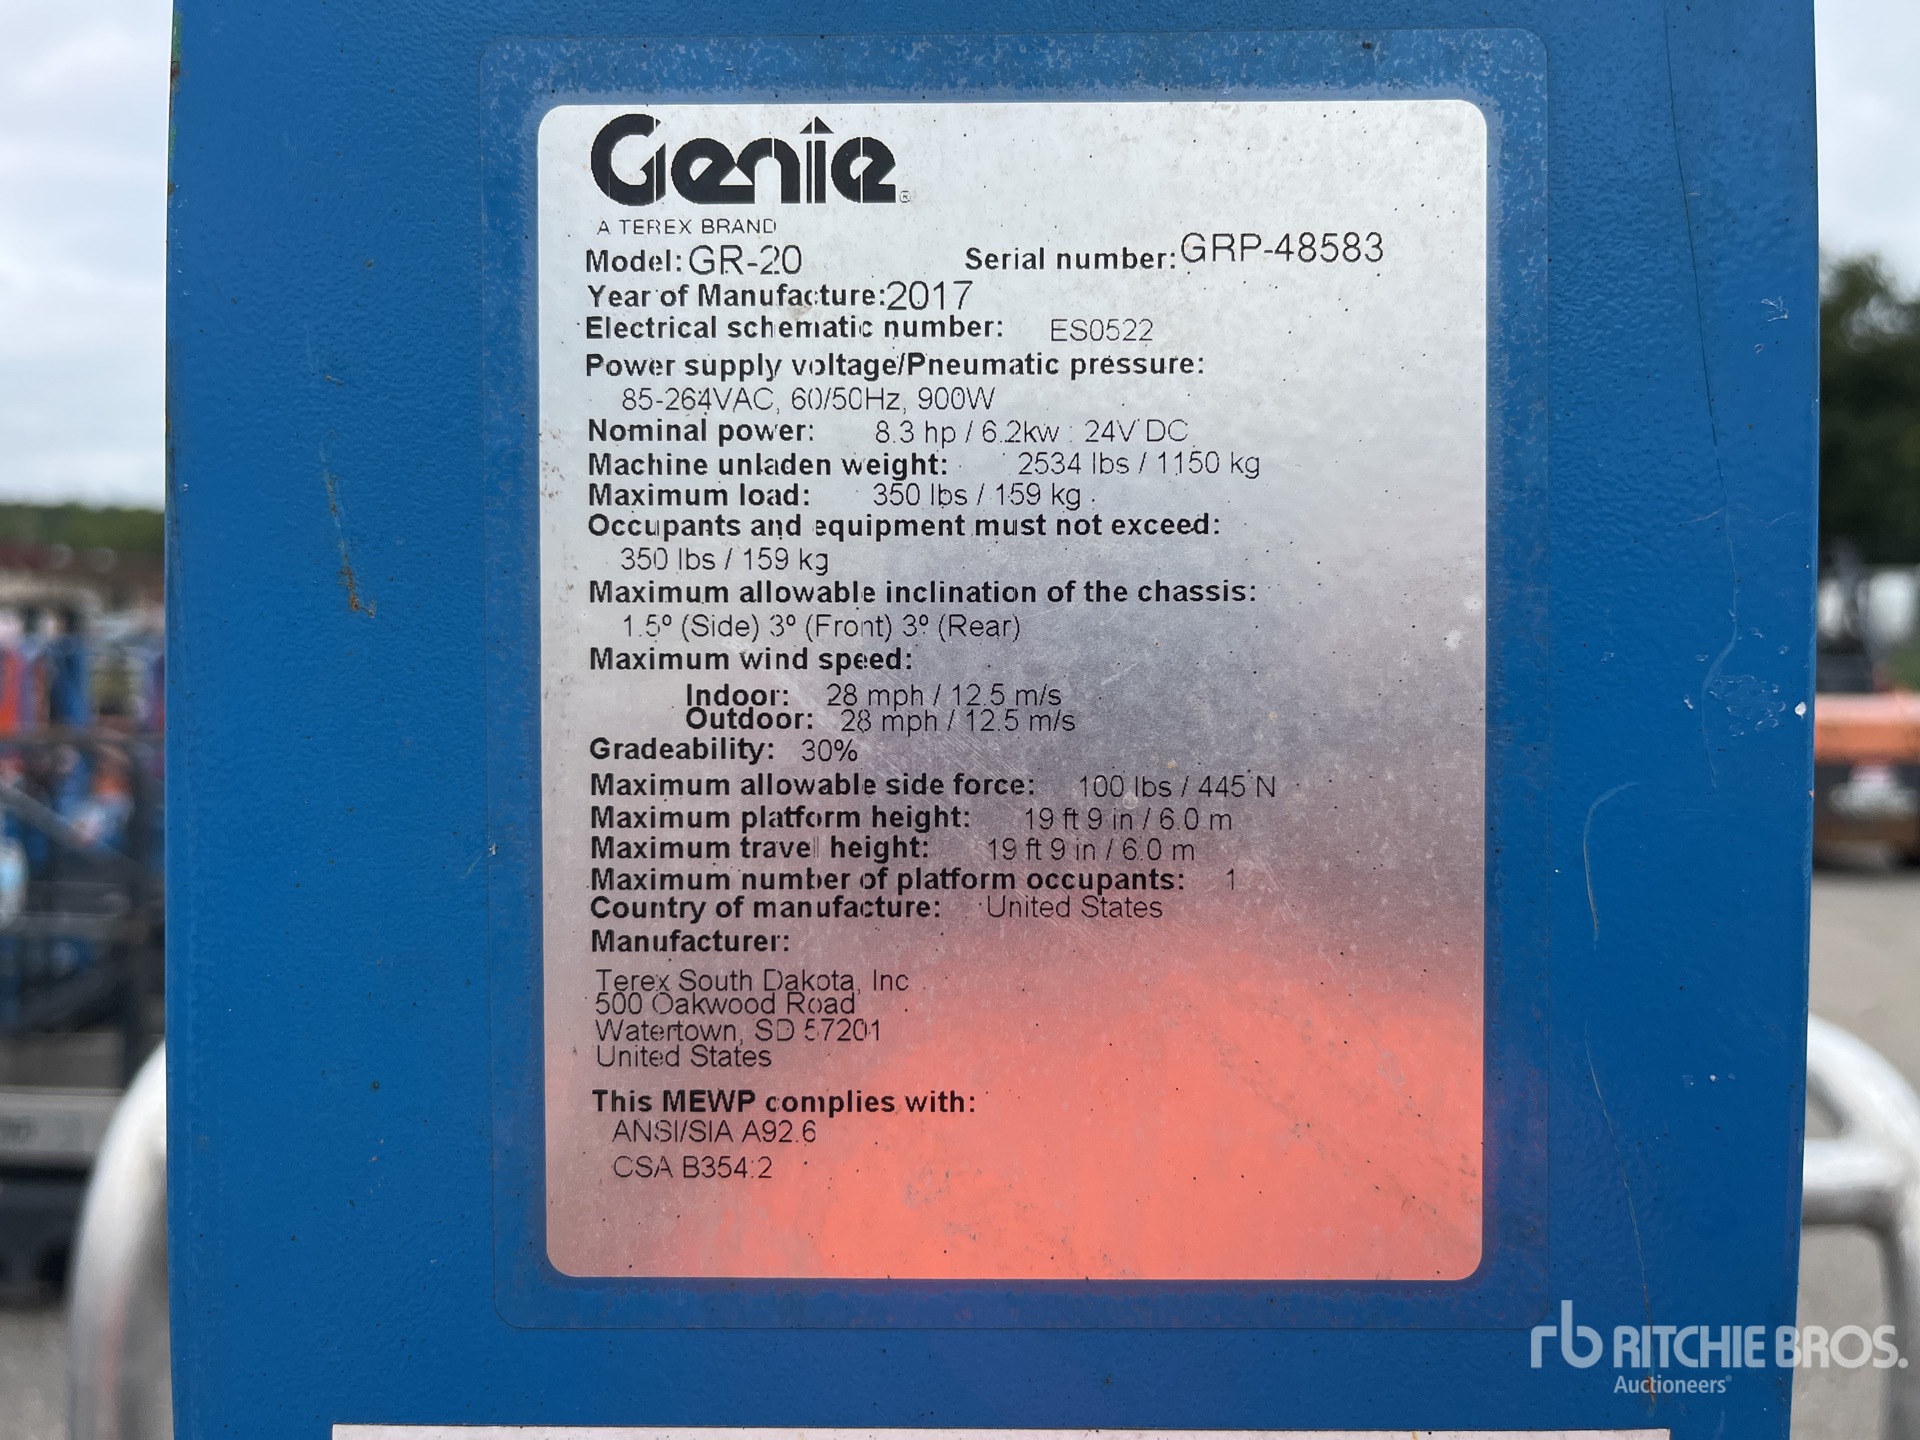 Genie®
A TEREX BRAND
Model: GR-20 Serial number: GRP-48583
Year of Manufacture: 2017
Electrical schematic number: ES0522
Power supply voltage/Pneumatic pressure:
85-264VAC, 60/50Hz, 900W
Nominal power: 8.3 hp / 6.2kw : 24V DC
Machine unladen weight: 2534 lbs / 1150 kg
Maximum load: 350 lbs / 159 kg
Occupants and equipment must not exceed:
350 lbs / 159 kg
Maximum allowable inclination of the chassis:
1.5º (Side) 3º (Front) 3º (Rear)
Maximum wind speed:
Indoor: 28 mph / 12.5 m/s
Outdoor: 28 mph / 12.5 m/s
Gradeability: 30%
Maximum allowable side force: 100 lbs / 445 N
Maximum platform height: 19 ft 9 in / 6.0 m
Maximum travel height: 19 ft 9 in / 6.0 m
Maximum number of platform occupants: 1
Country of manufacture: United States
Manufacturer:
Terex South Dakota, Inc
500 Oakwood Road
Watertown, SD 57201
United States
This MEWP complies with:
ANSI/SIA A92.6
CSA B354:2
rb RITCHIE BROS.
Auctioneers®